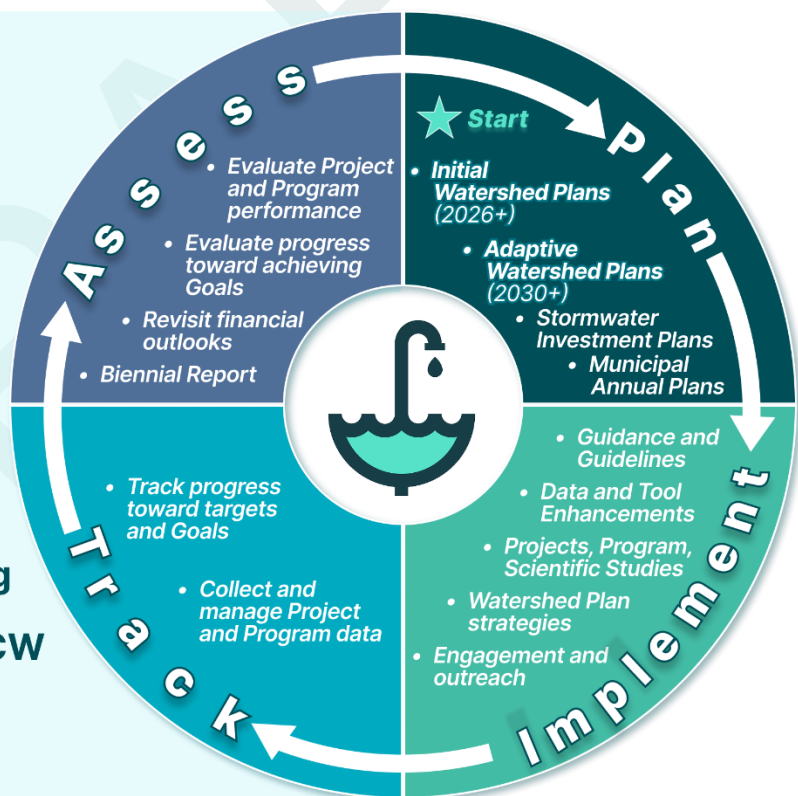 Assess
• Evaluate Project
and Program
performance
• Evaluate progress
toward achieving
Goals
• Revisit financial
outlooks
• Biennial Report
Plan
Start
• Initial
Watershed Plans
(2026+)
• Adaptive
Watershed Plans
(2030+)
• Stormwater
Investment Plans
• Municipal
Annual Plans
Implement
• Guidance and
Guidelines
• Data and Tool
Enhancements
• Projects, Program,
Scientific Studies
• Watershed Plan
strategies
• Engagement and
outreach
Track
• Track progress
toward targets
and Goals
• Collect and
manage Project
and Program data